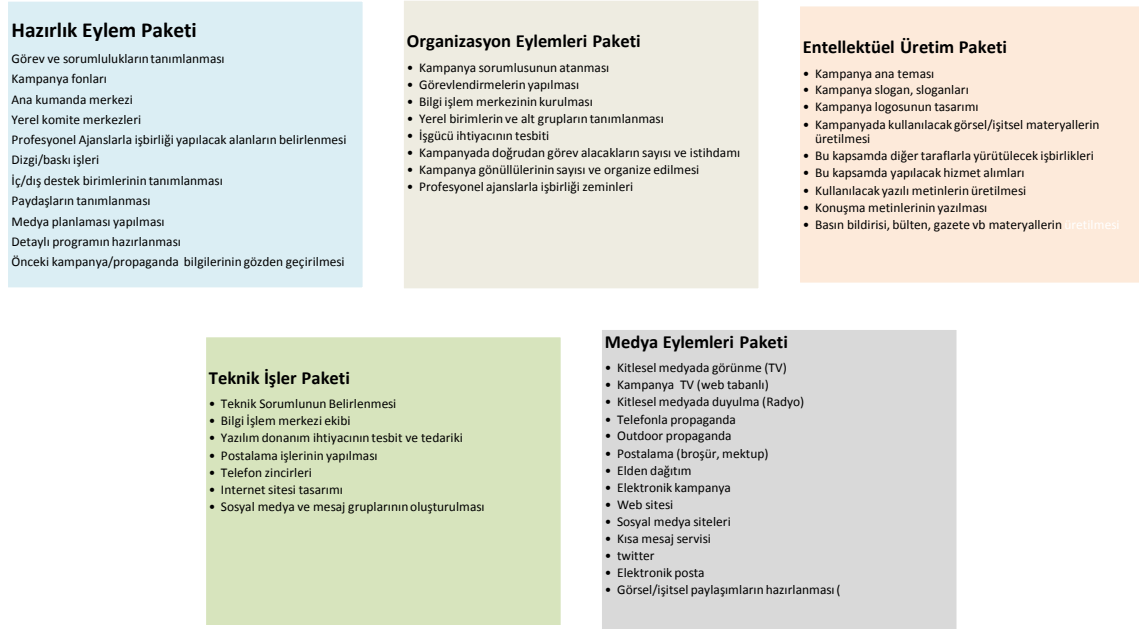 Hazırlık Eylem Paketi
Görev ve sorumlulukların tanımlanması
Kampanya fonları
Ana kumanda merkezi
Yerel komite merkezleri
Profesyonel Ajanslarla işbirliği yapılacak alanların belirlenmesi
Dizgi/baskı işleri
İç/dış destek birimlerinin tanımlanması
Paydaşların tanımlanması
Medya planlaması yapılması
Detaylı programın hazırlanması
Önceki kampanya/propaganda bilgilerinin gözden geçirilmesi
Organizasyon Eylemleri Paketi
• Kampanya sorumlusunun atanması
• Görevlendirmelerin yapılması
• Bilgi işlem merkezinin kurulması
• Yerel birimlerin ve alt grupların tanımlanması
• İşgücü ihtiyacının tesbiti
• Kampanyada doğrudan görev alacakların sayısı ve istihdamı
• Kampanya gönüllülerinin sayısı ve organize edilmesi
• Profesyonel ajanslarla işbirliği zeminleri
Entellektüel Üretim Paketi
• Kampanya ana teması
• Kampanya slogan, sloganları
• Kampanya logosunun tasarımı
• Kampanyada kullanılacak görsel/işitsel materyallerin
üretilmesi
• Bu kapsamda diğer taraflarla yürütülecek işbirlikleri
• Bu kapsamda yapılacak hizmet alımları
• Kullanılacak yazılı metinlerin üretilmesi
• Konuşma metinlerinin yazılması
• Basın bildirisi, bülten, gazete vb materyallerin üretilmesi
Teknik İşler Paketi
• Teknik Sorumlunun Belirlenmesi
• Bilgi İşlem merkezi ekibi
• Yazılım donanım ihtiyacının tesbit ve tedariki
• Postalama işlerinin yapılması
• Telefon zincirleri
• Internet sitesi tasarımı
• Sosyal medya ve mesaj gruplarının oluşturulması
Medya Eylemleri Paketi
• Kitlesel medyada görünme (TV)
• Kampanya TV (web tabanlı)
• Kitlesel medyada duyulma (Radyo)
• Telefonla propaganda
• Outdoor propaganda
• Postalama (broşür, mektup)
• Elden dağıtım
• Elektronik kampanya
• Web sitesi
• Sosyal medya siteleri
• Kısa mesaj servisi
• twitter
• Elektronik posta
• Görsel/işitsel paylaşımların hazırlanması (